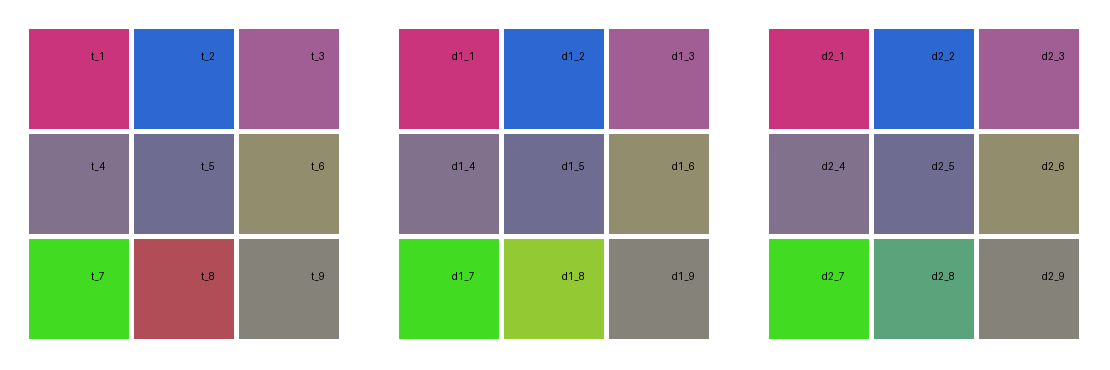 t_1 t_2 t_3 d1_1 d1_2 d1_3 d2_1 d2_2 d2_3
t_4 t_5 t_6 d1_4 d1_5 d1_6 d2_4 d2_5 d2_6
t_7 t_8 t_9 d1_7 d1_8 d1_9 d2_7 d2_8 d2_9